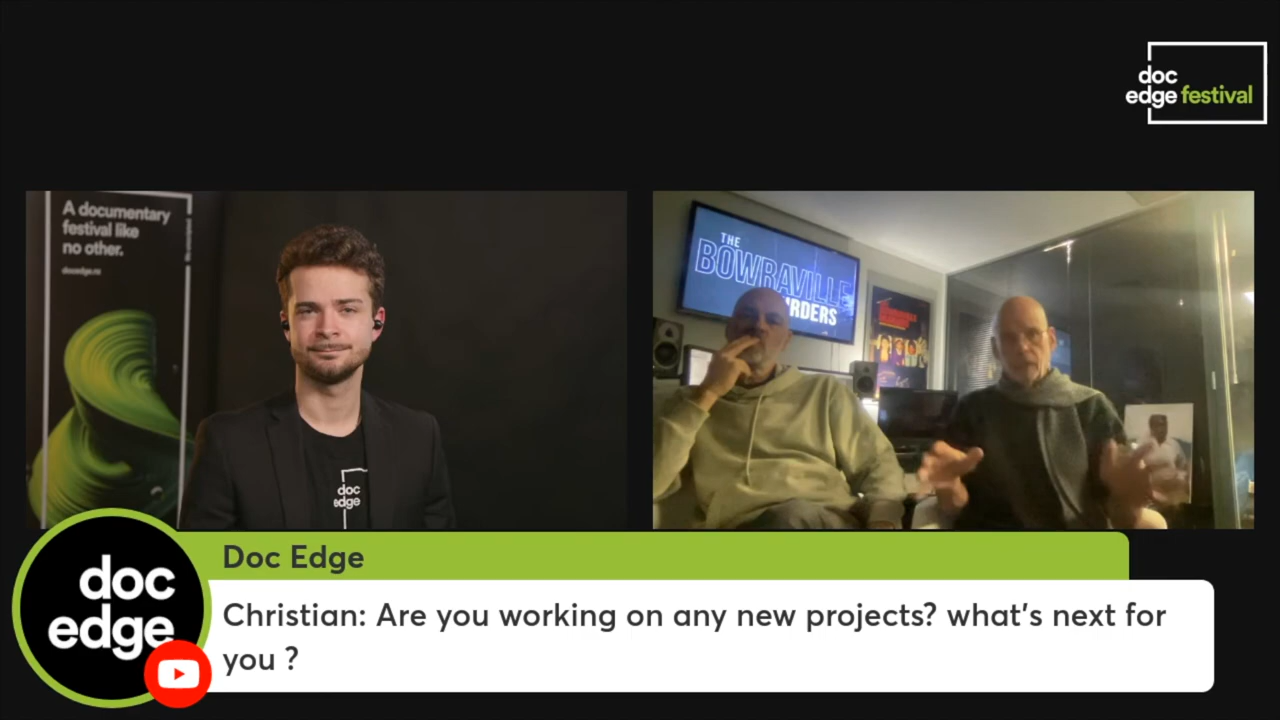 doc
edge festival
A documentary
festival like
no other.
docedge.nz
THE
BOWRAVILLE
RDERS
doc
edge
doc
edge
Doc Edge
Christian: Are you working on any new projects? what's next for
you ?